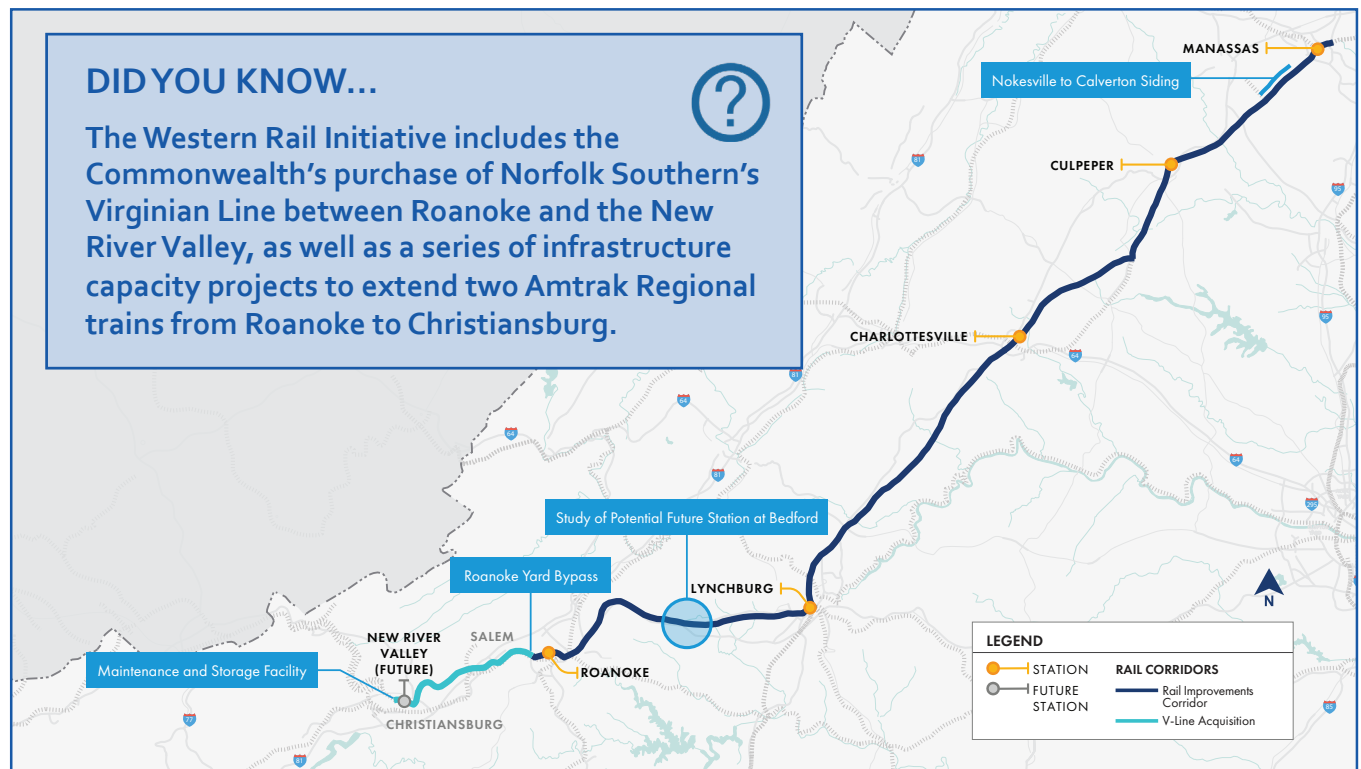 DID YOU KNOW...
?
The Western Rail Initiative includes the
Commonwealth's purchase of Norfolk Southern's
Virginian Line between Roanoke and the New
River Valley, as well as a series of infrastructure
capacity projects to extend two Amtrak Regional
trains from Roanoke to Christiansburg.
MANASSAS
Nokesville to Calverton Siding
81
CULPEPER
95
95
CHARLOTTESVILLE
64
81
64
64
81
64
295
Study of Potential Future Station at Bedford
Roanoke Yard Bypass
LYNCHBURG
N
NEW RIVER
VALLEY
(FUTURE)
SALEM
Maintenance and Storage Facility
ROANOKE
CHRISTIANSBURG
77
81
85
LEGEND
STATION
FUTURE
STATION
RAIL CORRIDORS
Rail Improvements
Corridor
V-Line Acquisition